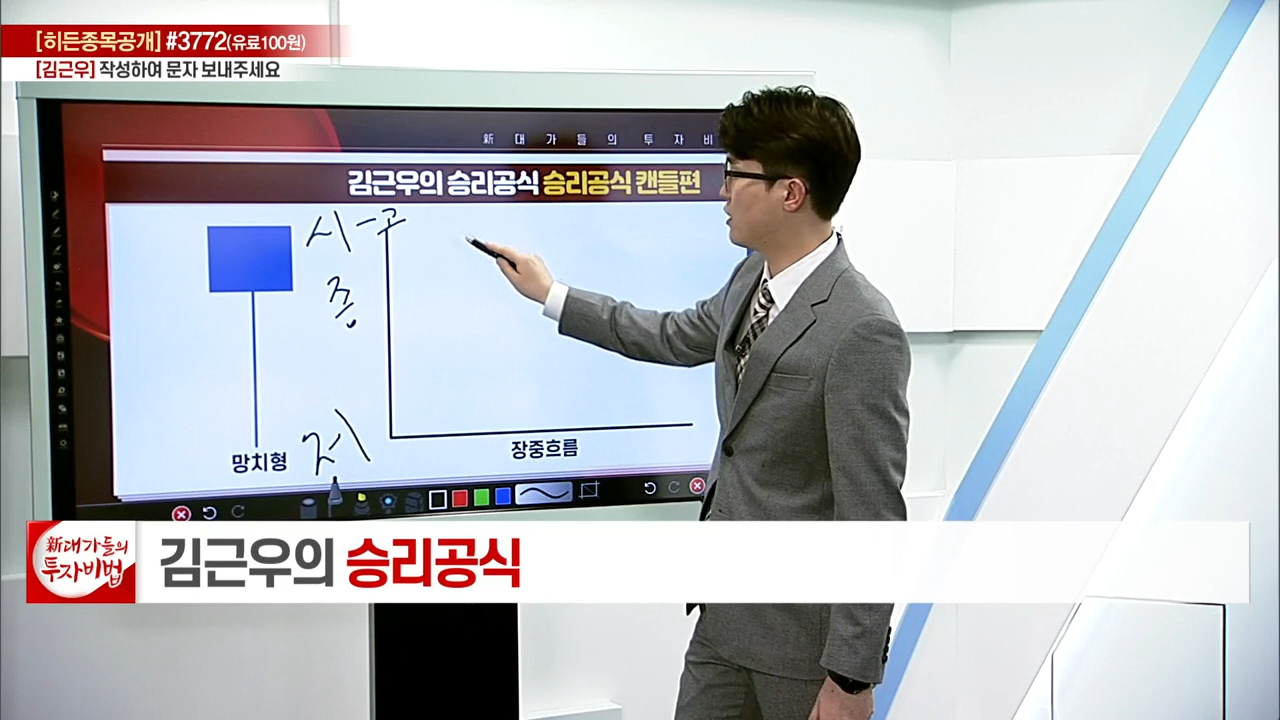 [히든종목공개] #3772(유료100원)
[김근우] 작성하여 문자 보내주세요
新 대 가 들 의 투 자 비
김근우의 승리공식 승리공식 캔들편
시-고
종
저
망치형
장중흐름
新대가들의
투자비법
김근우의 승리공식